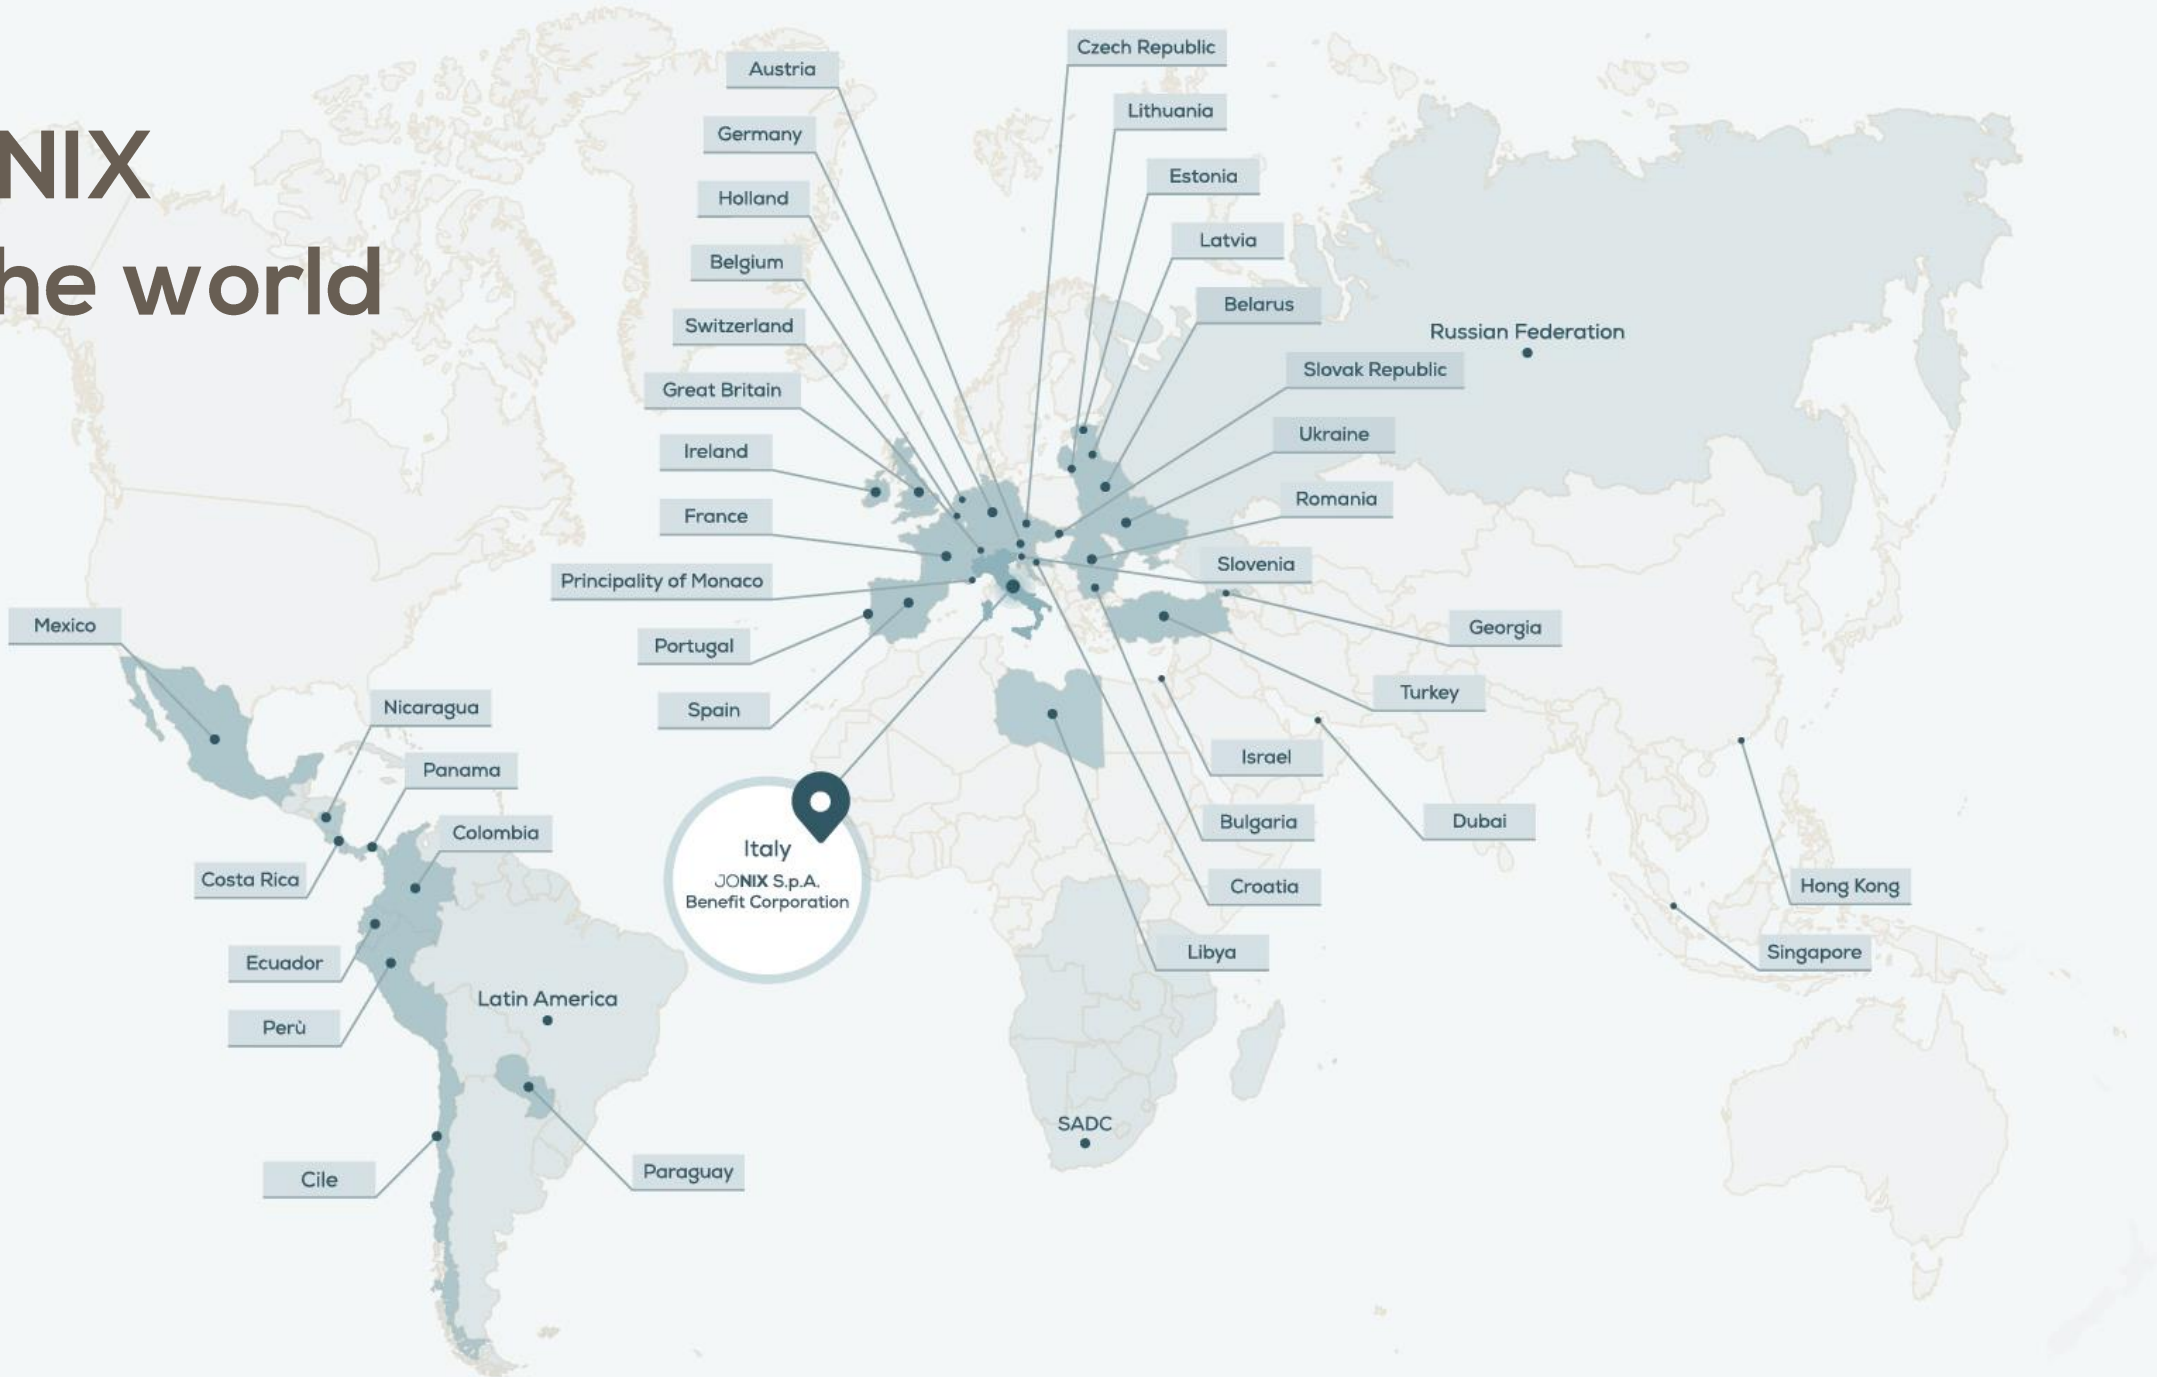 NIX
he world
Czech Republic
Austria
Lithuania
Germany
Estonia
Holland
Latvia
Belgium
Belarus
Switzerland
Russian Federation
Slovak Republic
Great Britain
Ukraine
Ireland
Romania
France
Slovenia
Principality of Monaco
Mexico
Georgia
Portugal
Turkey
Nicaragua
Spain
Israel
Panama
Bulgaria
Dubai
Colombia
Italy
JONIX S.p.A.
Benefit Corporation
Costa Rica
Croatia
Hong Kong
Libya
Singapore
Ecuador
Latin America
Perù
SADC
Paraguay
Cile